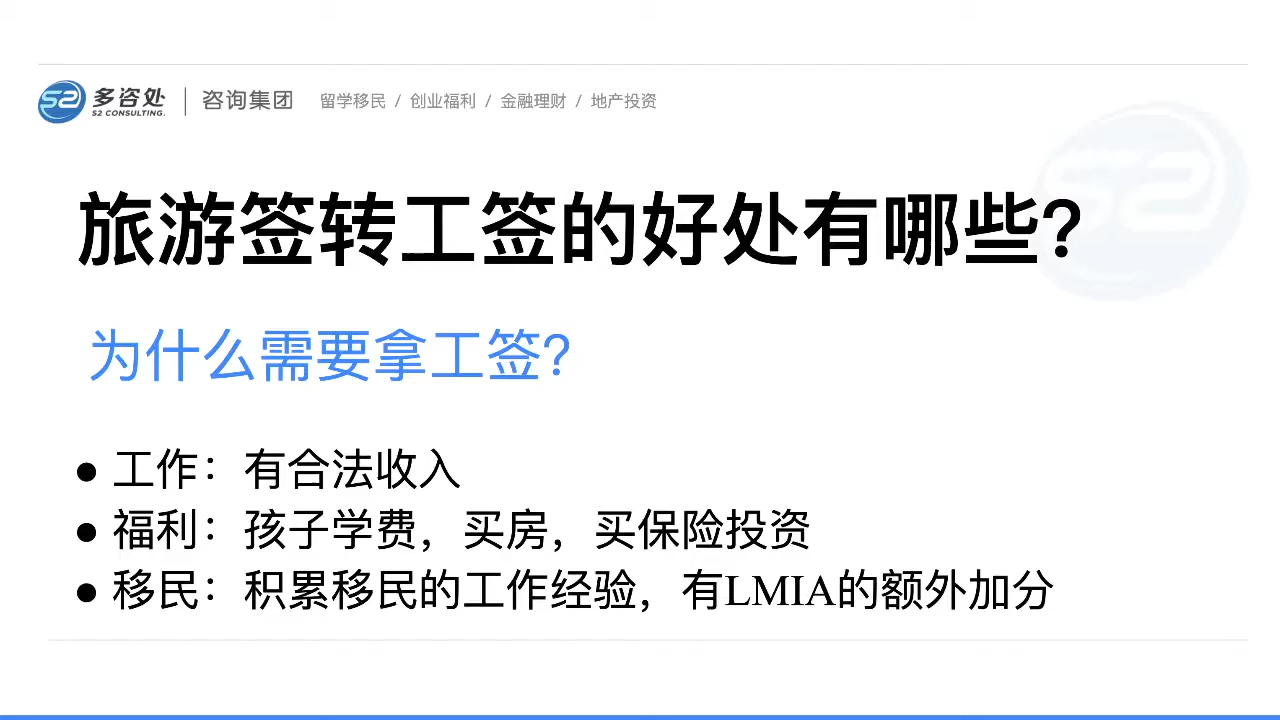 S2 多咨处 | 咨询集团 留学移民 / 创业福利 / 金融理财 / 地产投资
S2 CONSULTING.
S2
旅游签转工签的好处有哪些?
为什么需要拿工签?
● 工作：有合法收入
● 福利：孩子学费，买房，买保险投资
● 移民：积累移民的工作经验，有LMIA的额外加分